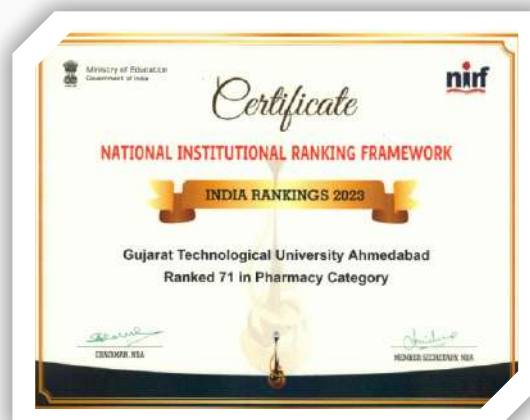 Ministry of Education
Government of India
nirf
Certificate
NATIONAL INSTITUTIONAL RANKING FRAMEWORK
INDIA RANKINGS 2023
Gujarat Technological University Ahmedabad
Ranked 71 in Pharmacy Category
CHAIRMAN, NBA
MEMBER SECRETARY, NBA